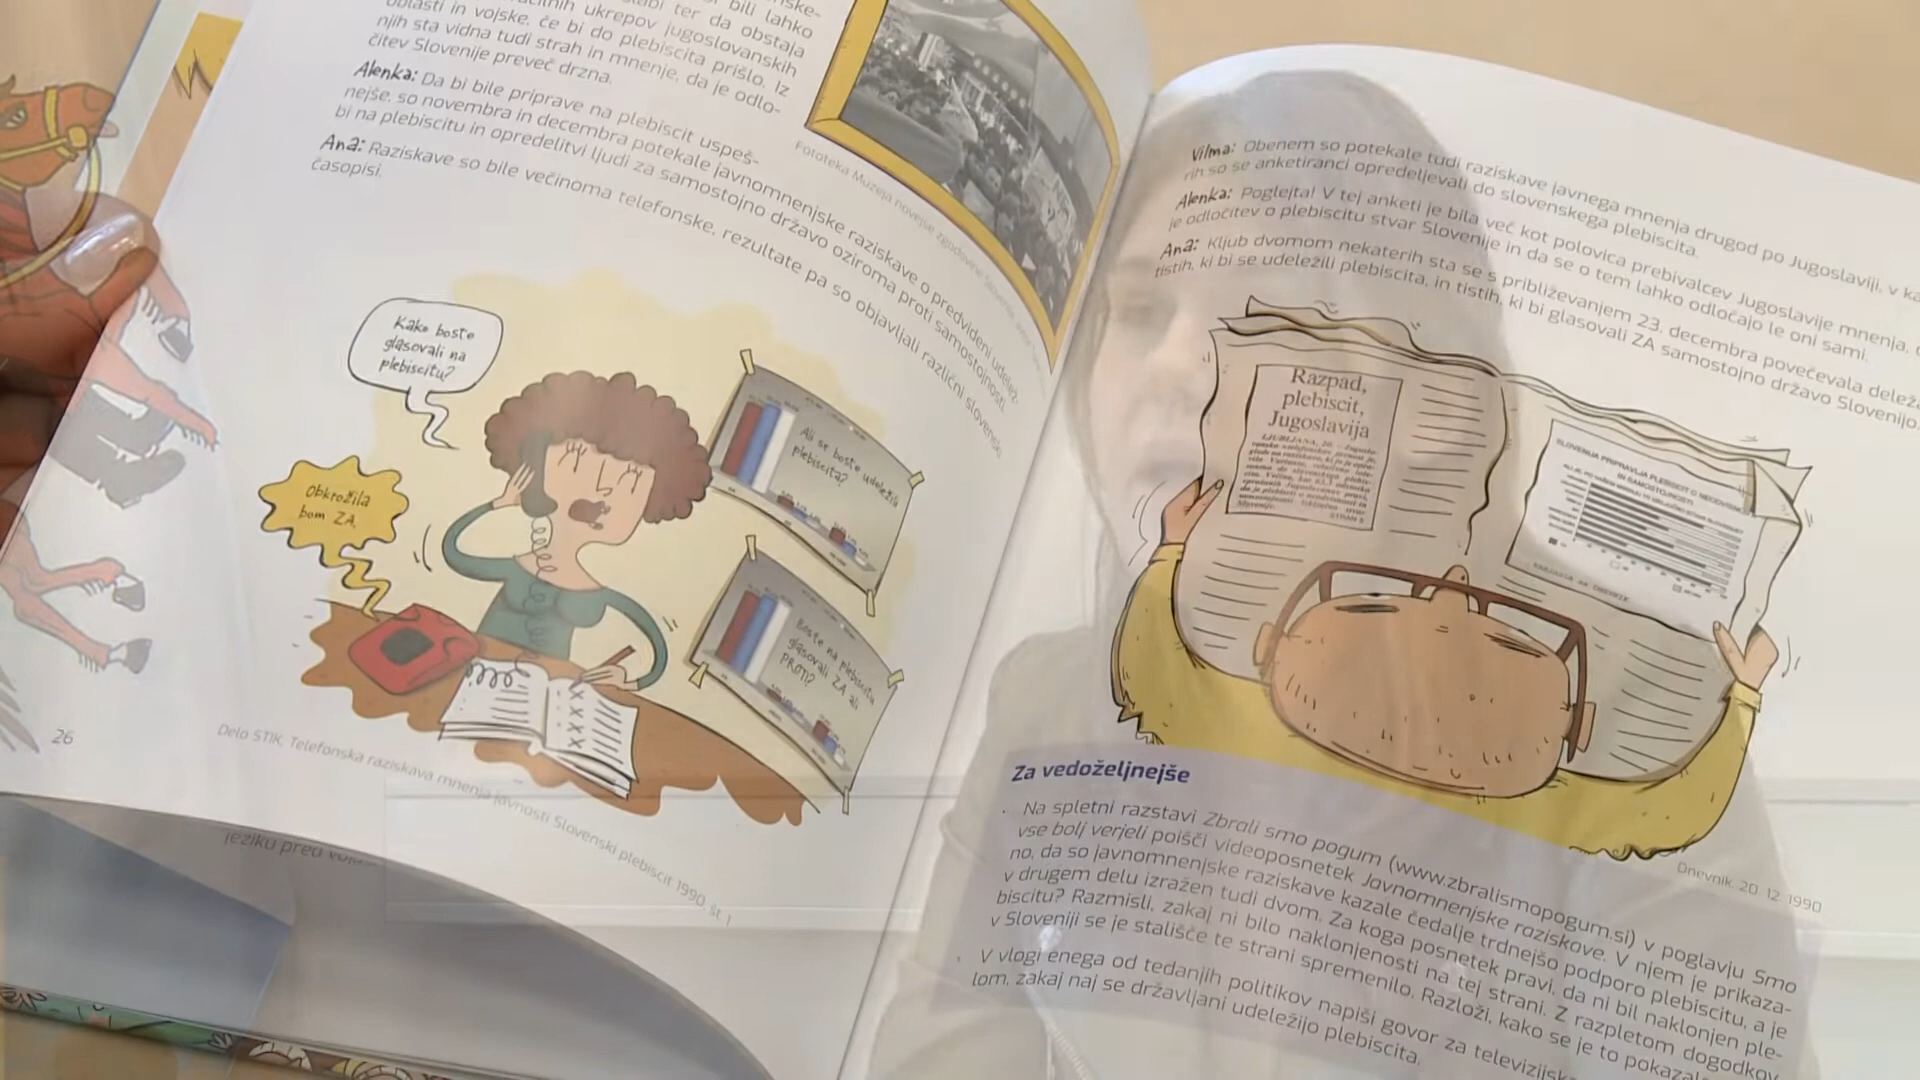 bili lahko
ukrepov jugoslovanskih
oblasti in vojske, če bi do plebiscita prišlo. Iz
njih sta vidna tudi strah in mnenje, da je odlo-
čitev Slovenije preveč drzna.
Alenka: Da bi bile priprave na plebiscit uspeš-
nejše, so novembra in decembra potekale javnomnenjske raziskave o predvideni udelež-
bi na plebiscitu in opredelitvi ljudi za samostojno državo oziroma proti samostojnosti.
Ana: Raziskave so bile večinoma telefonske, rezultate pa so objavljali različni slovenski
časopisi.
Fototeka Muzeja novejše zgodovine Slovenije
Kako boste
glasovali na
plebiscitu?
Obkrožila
bom ZA.
Ali se boste udeležili
plebiscita?
Boste na plebiscitu
glasovali ZA ali
PROTI?
26
Delo STIK, Telefonska raziskava mnenja javnosti Slovenski plebiscit 1990, št. 1
jeziku pred
Vilma: Obenem so potekale tudi raziskave javnega mnenja drugod po Jugoslaviji, v ka
rih so se anketiranci opredeljevali do slovenskega plebiscita.
Alenka: Poglejta! V tej anketi je bila več kot polovica prebivalcev Jugoslavije mnenja,
je odločitev o plebiscitu stvar Slovenije in da se o tem lahko odločajo le oni sami.
Ana: Kljub dvomom nekaterih sta se s približevanjem 23. decembra povečevala delež
tistih, ki bi se udeležili plebiscita, in tistih, ki bi glasovali ZA samostojno državo Slovenijo.
Razpad,
plebiscit,
Jugoslavija
SLOVENIJA PRIPRAVLJA PLEBISCIT O NEODVISNI
IN SAMOSTOJNOSTI
Dnevnik, 20. 12. 1990
Za vedoželjnejše
Na spletni razstavi Zbrali smo pogum (www.zbralismopogum.si) v poglavju Smo
vse bolj verjeli poišči videoposnetek Javnomnenjske raziskave. V njem je prikaza-
no, da so javnomnenjske raziskave kazale čedalje trdnejšo podporo plebiscitu, a je
v drugem delu izražen tudi dvom. Za koga posnetek pravi, da ni bil naklonjen ple-
biscitu? Razmisli, zakaj ni bilo naklonjenosti na tej strani. Z razpletom dogodkov
v Sloveniji se je stališče te strani spremenilo. Razloži, kako se je to pokazalo
V vlogi enega od tedanjih politikov napiši govor za televizijsk
lom, zakaj naj se državljani udeležijo plebiscita.